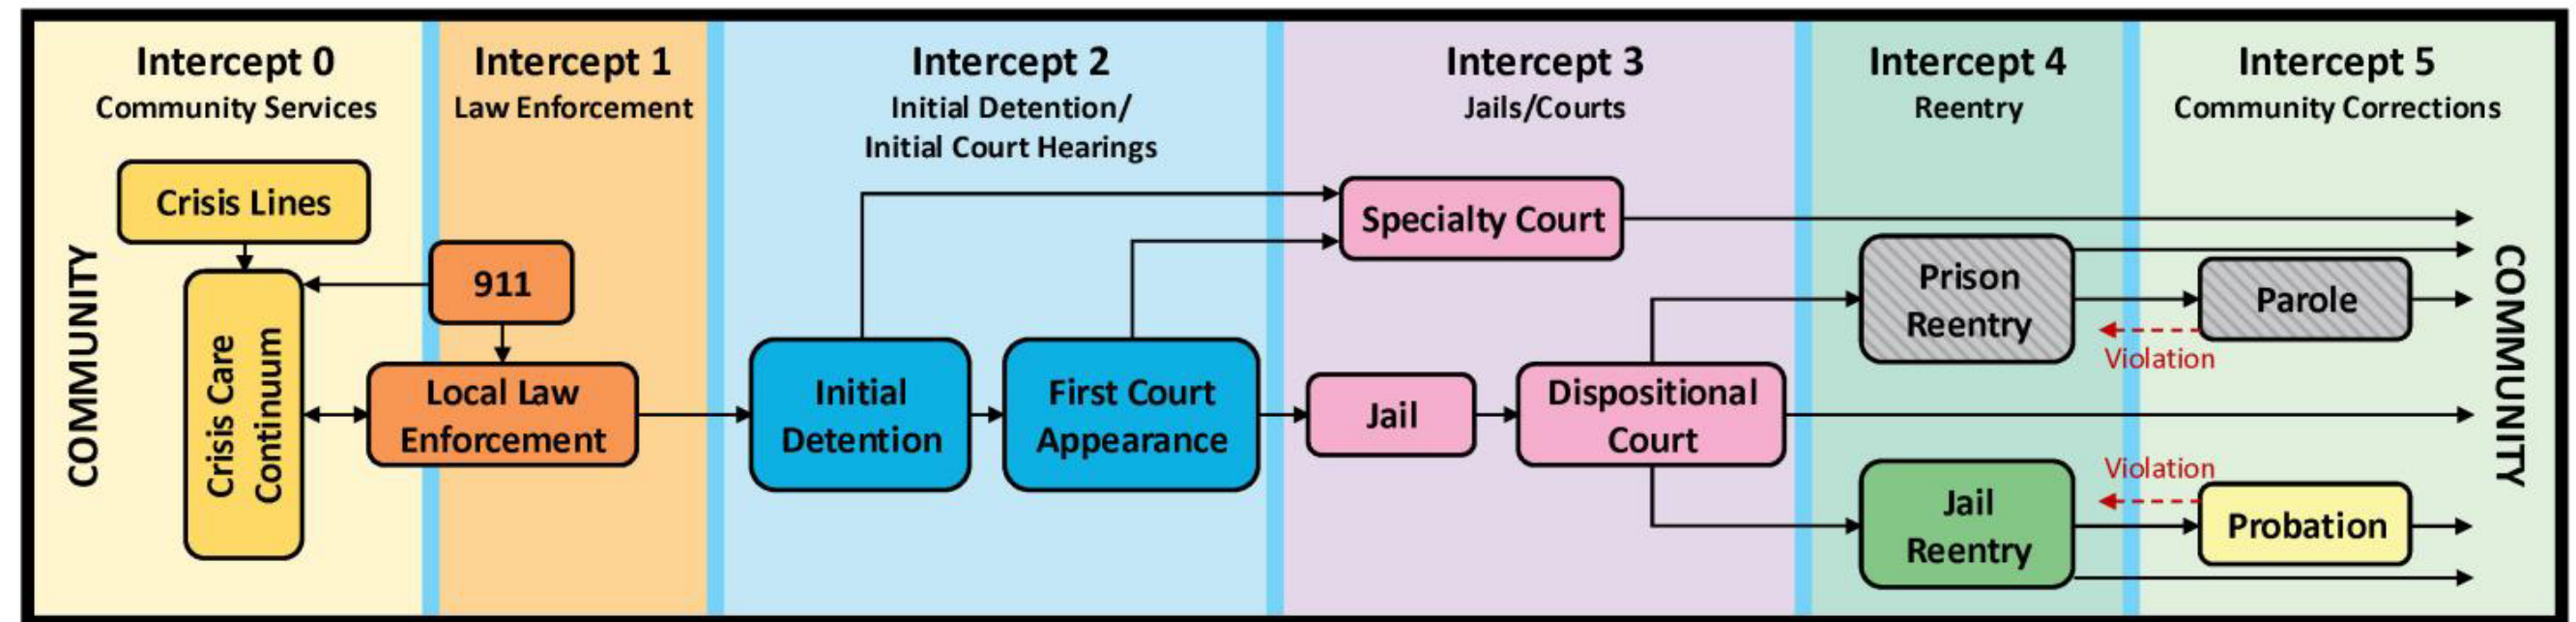 Intercept 0
Community Services
Intercept 1
Law Enforcement
Intercept 2
Initial Detention/
Initial Court Hearings
Intercept 3
Jails/Courts
Intercept 4
Reentry
Intercept 5
Community Corrections
COMMUNITY
Crisis Lines
Crisis Care
Continuum
911
Local Law
Enforcement
Initial
Detention
First Court
Appearance
Specialty Court
Jail
Dispositional
Court
Prison
Reentry
Parole
Violation
Jail
Reentry
Violation
Probation
COMMUNITY